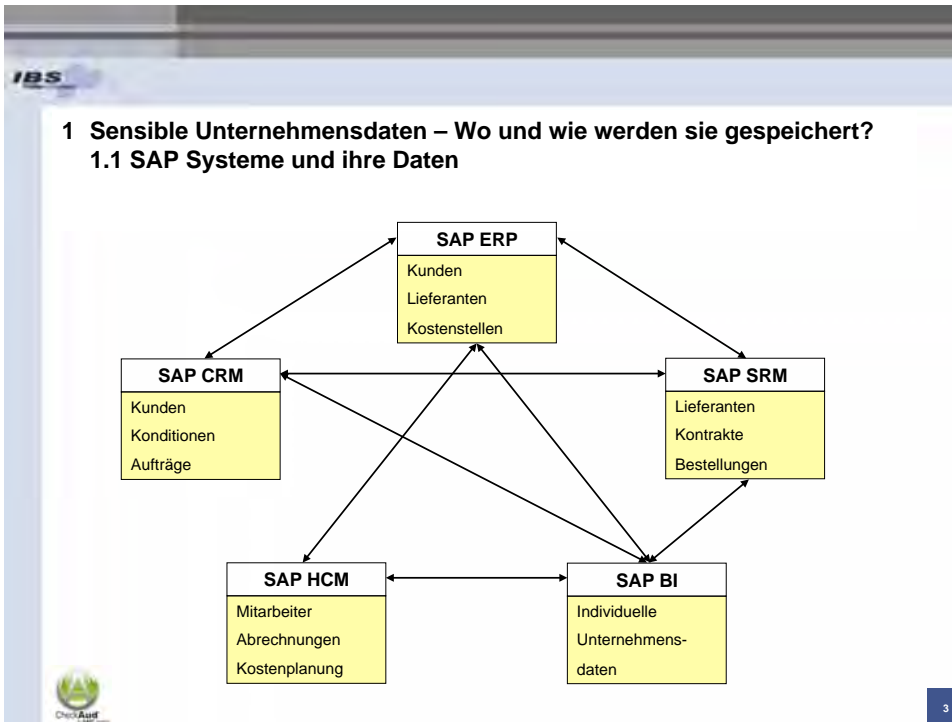 IBS
1 Sensible Unternehmensdaten – Wo und wie werden sie gespeichert?
1.1 SAP Systeme und ihre Daten
SAP ERP
Kunden
Lieferanten
Kostenstellen
SAP CRM
Kunden
Konditionen
Aufträge
SAP SRM
Lieferanten
Kontrakte
Bestellungen
SAP HCM
Mitarbeiter
Abrechnungen
Kostenplanung
SAP BI
Individuelle
Unternehmens-
daten
CheckAud
3